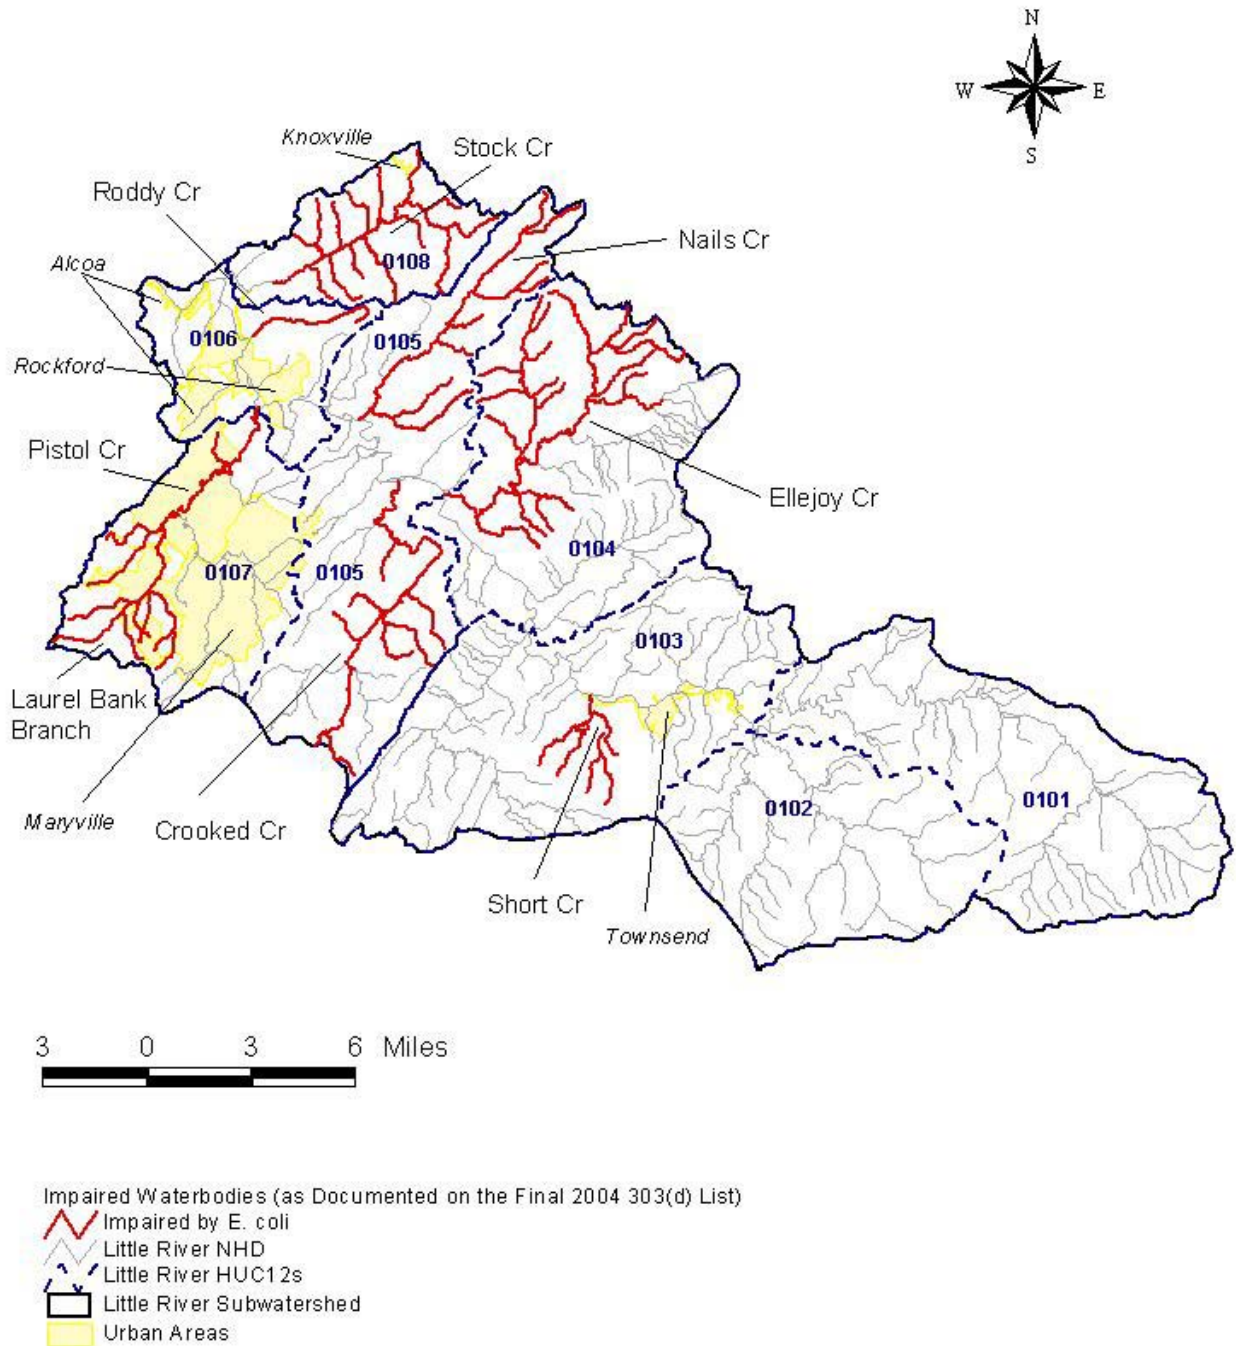 N
W
E
S
Knoxville
Stock Cr
Roddy Cr
Nails Cr
Alcoa
0108
0106
0105
Rockford
Pistol Cr
Ellejoy Cr
0104
0107
0105
0103
Laurel Bank
Branch
0102
0101
Maryville
Crooked Cr
Short Cr
Townsend
3 0 3 6 Miles
Impaired Waterbodies (as Documented on the Final 2004 303(d) List)
Impaired by E. coli
Little River NHD
Little River HUC12s
Little River Subwatershed
Urban Areas